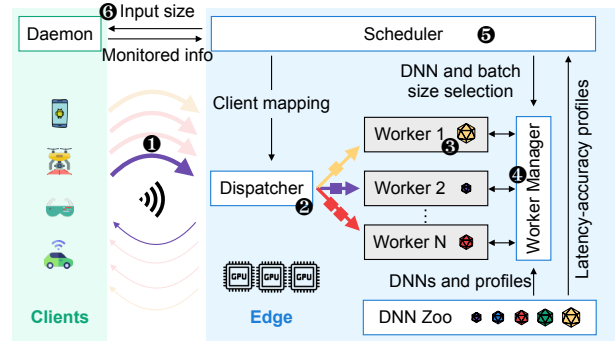 ❻ Input size
Daemon
Monitored info
Scheduler ❺
Client mapping
DNN and batch
size selection
Latency-accuracy profiles
❶
Worker 1
❸
Dispatcher
❷
Worker 2
⋮
Worker N
❹
Worker Manager
GPU GPU GPU
DNNs and profiles
Clients
Edge
DNN Zoo